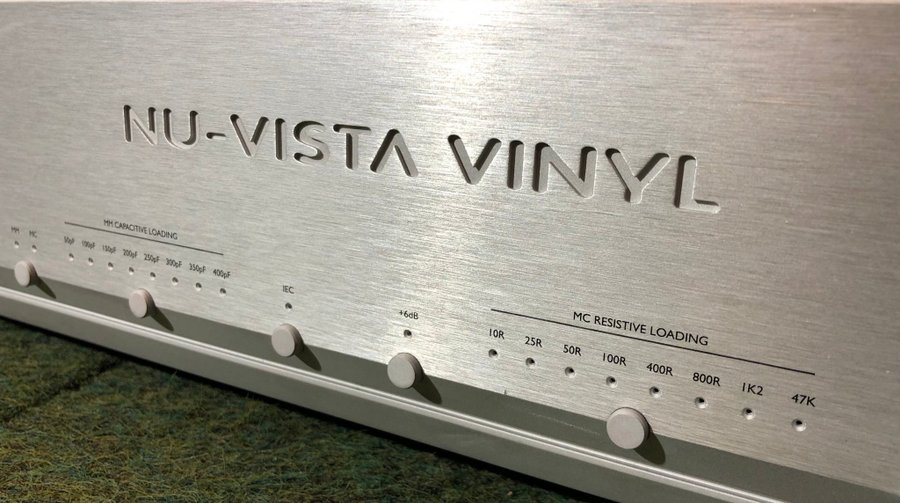 NU-VISTA VINYL
MM MC
MM CAPACITIVE LOADING
50pF 100pF 150pF 200pF 250pF 300pF 350pF 400pF
IEC
+6dB
MC RESISTIVE LOADING
10R 25R 50R 100R 400R 800R 1K2 47K